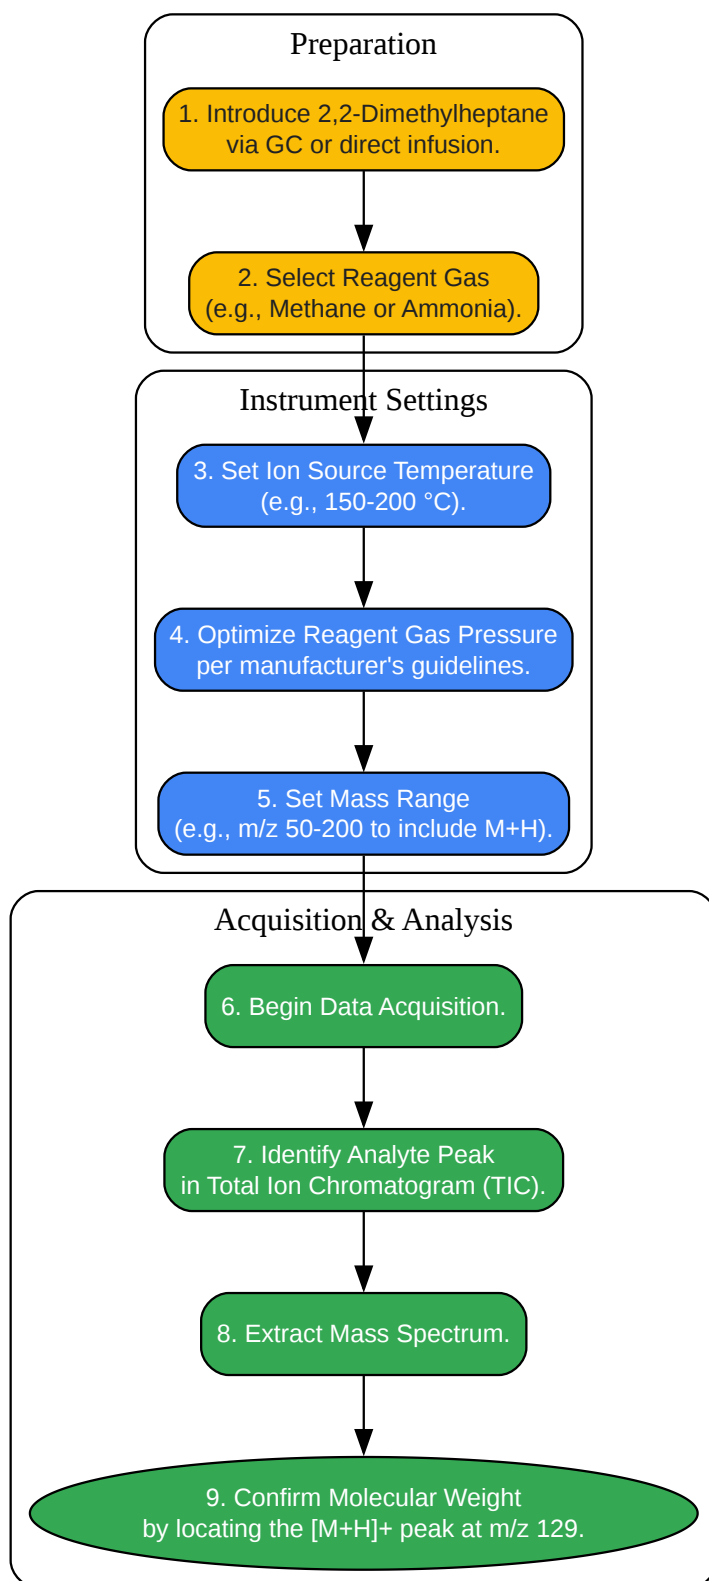 Preparation
1. Introduce 2,2-Dimethylheptane
via GC or direct infusion.
2. Select Reagent Gas
(e.g., Methane or Ammonia).
Instrument Settings
3. Set Ion Source Temperature
(e.g., 150-200 °C).
4. Optimize Reagent Gas Pressure
per manufacturer's guidelines.
5. Set Mass Range
(e.g., m/z 50-200 to include M+H).
Acquisition & Analysis
6. Begin Data Acquisition.
7. Identify Analyte Peak
in Total Ion Chromatogram (TIC).
8. Extract Mass Spectrum.
9. Confirm Molecular Weight
by locating the [M+H]+ peak at m/z 129.